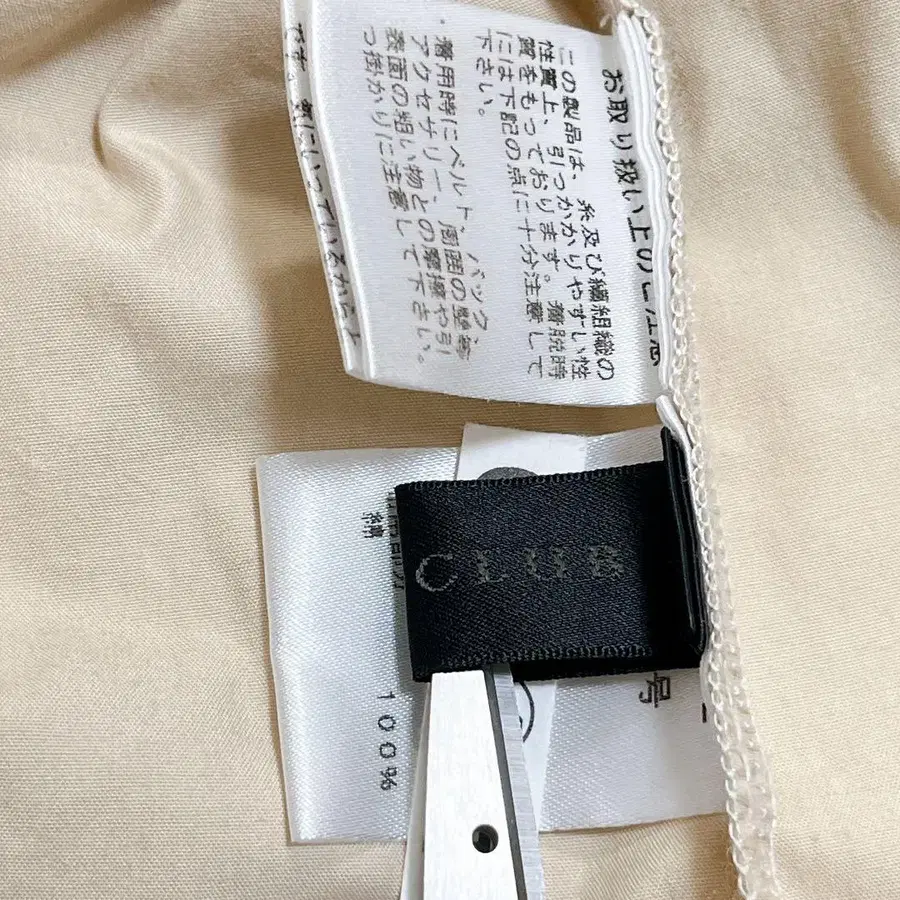 お取り扱い上のご注意
この製品は、糸及び編組織の
性質上、引っかかりやすい性
質をもっております。着脱時
には下記の点に十分注意して
下さい。
・着用時にベルト、バック、
アクセサリー、周囲の壁等
表面の粗い物との摩擦や引
っ掛かりに注意して下さい。
CLUB
号
綿 100%